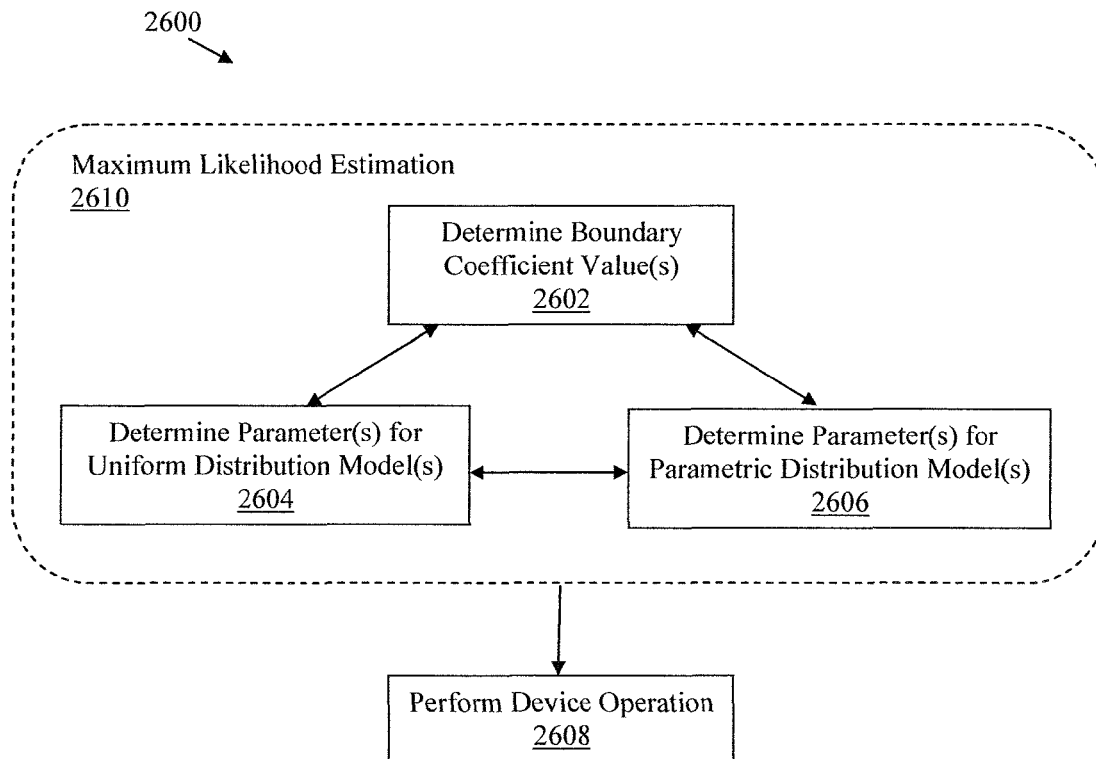 2600
Maximum Likelihood Estimation
2610
Determine Boundary
Coefficient Value(s)
2602
Determine Parameter(s) for
Uniform Distribution Model(s)
2604
Determine Parameter(s) for
Parametric Distribution Model(s)
2606
Perform Device Operation
2608